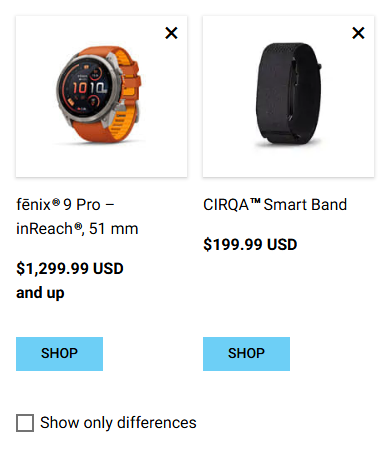 fēnix® 9 Pro –
inReach®, 51 mm
$1,299.99 USD
and up
SHOP
CIRQA™ Smart Band
$199.99 USD
SHOP
Show only differences